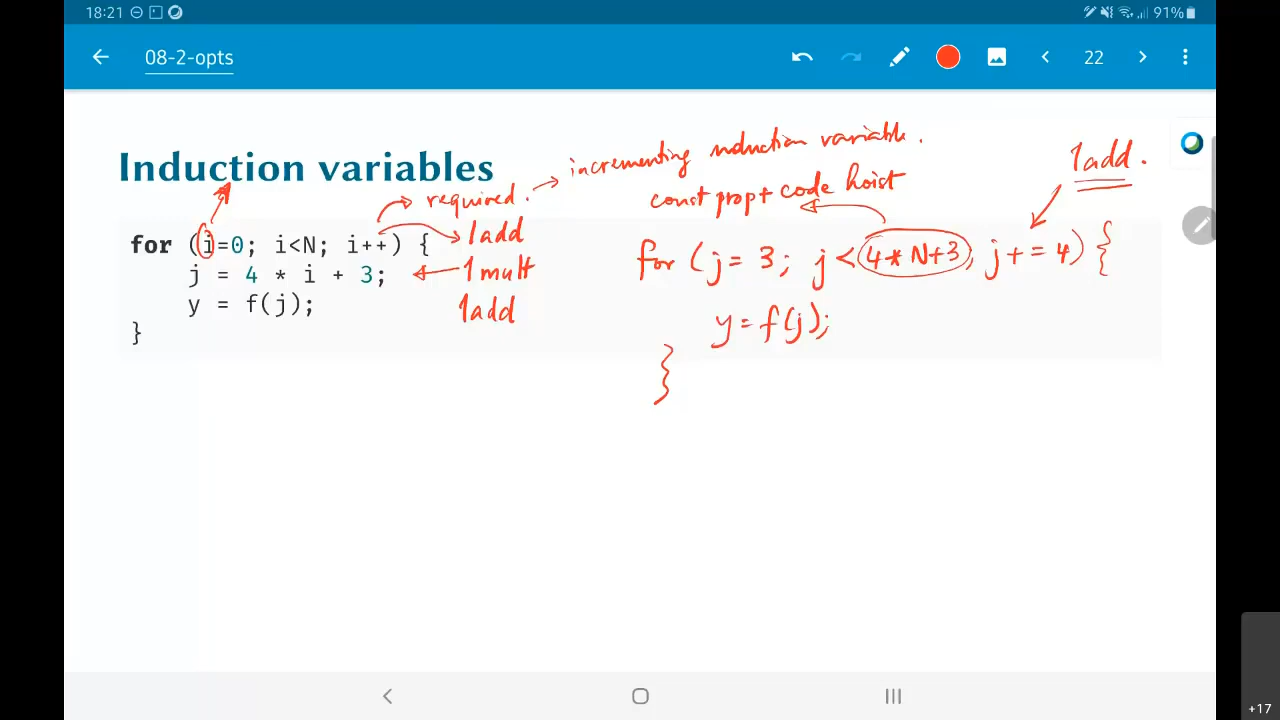 18:21
91%
08-2-opts
22
Induction variables
incrementing induction variable.
1add.
required.
const prop + code hoist
for (i=0; i<N; i++) {
1add
for (j = 3; j < 4 * N+3, j += 4) {
j = 4 * i + 3;
1 mult
y = f(j);
1add
y = f(j);
}
}
+17